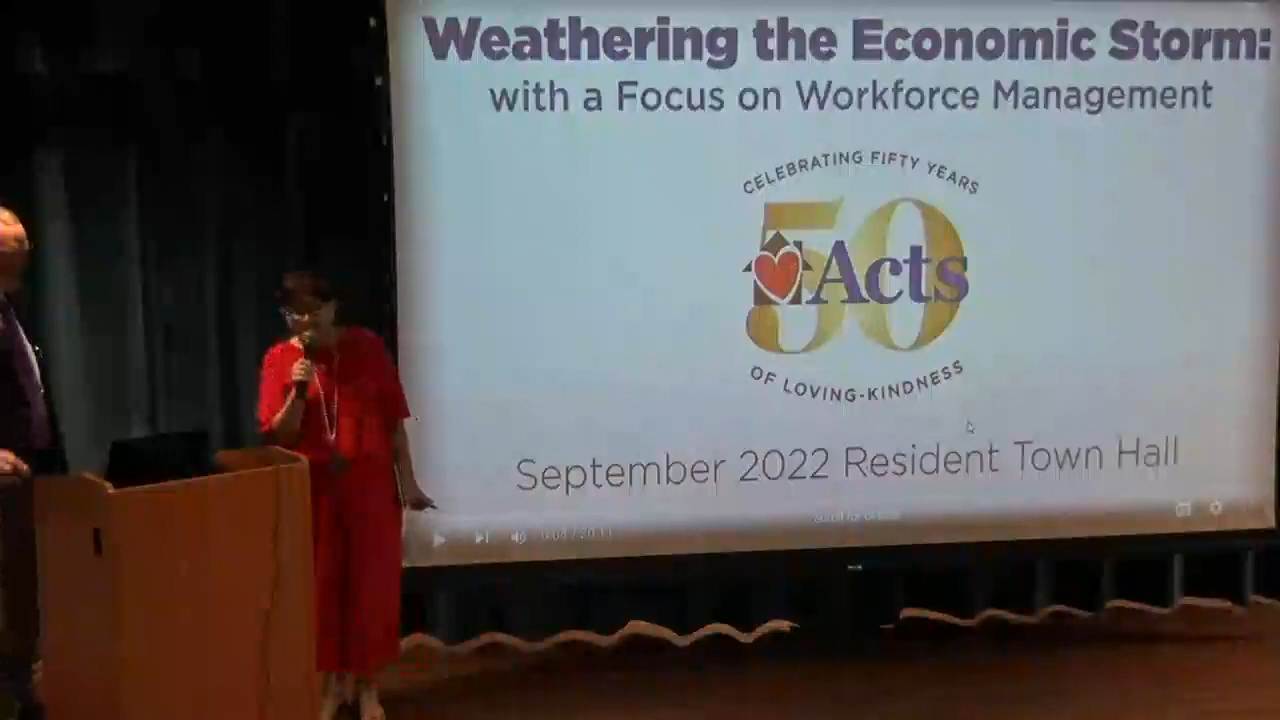 Weathering the Economic Storm:
with a Focus on Workforce Management
CELEBRATING FIFTY YEARS
50
Acts
OF LOVING-KINDNESS
September 2022 Resident Town Hall